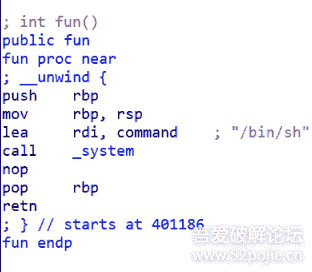 ; int fun()
public fun
fun proc near
; __unwind {
push    rbp
mov     rbp, rsp
lea     rdi, command    ; "/bin/sh"
call    _system
nop
pop     rbp
retn
; } // starts at 401186
fun endp
吾爱破解论坛
www.52pojie.cn